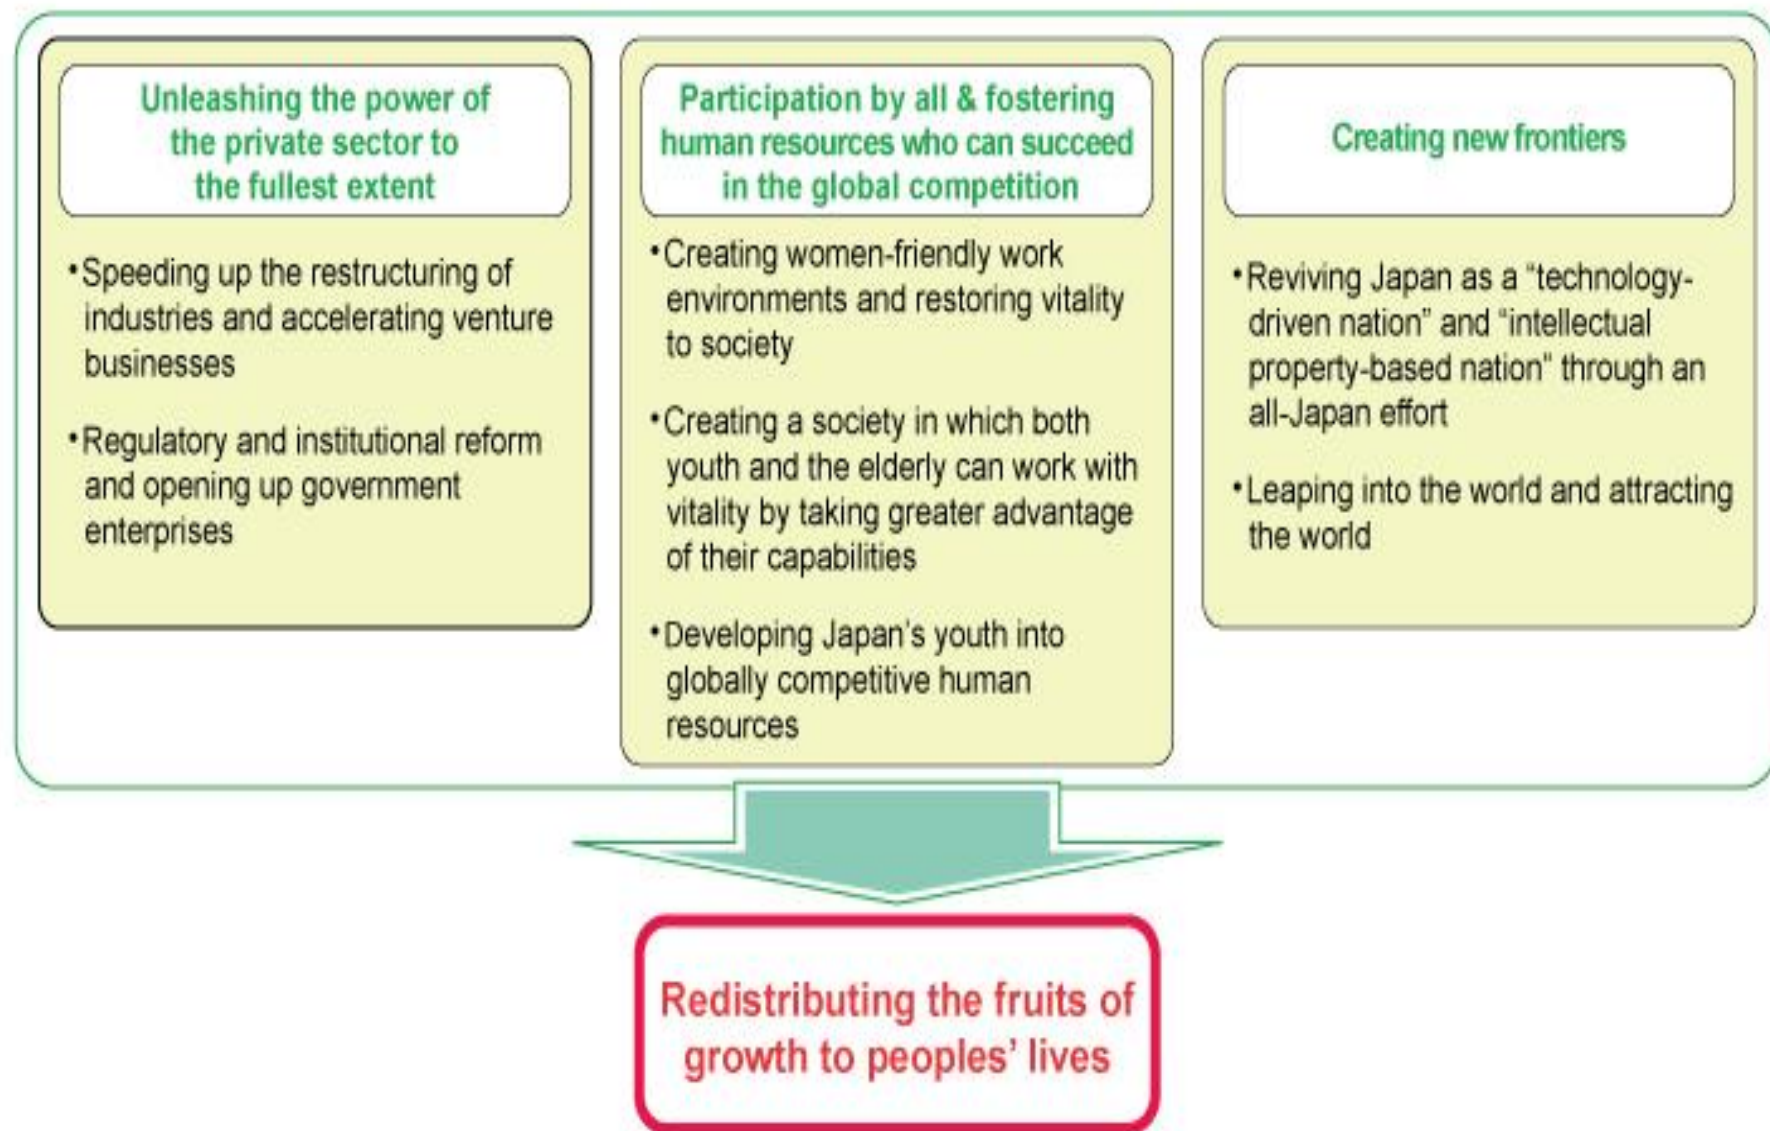 Unleashing the power of
the private sector to
the fullest extent
•Speeding up the restructuring of
industries and accelerating venture
businesses
•Regulatory and institutional reform
and opening up government
enterprises
Participation by all & fostering
human resources who can succeed
in the global competition
•Creating women-friendly work
environments and restoring vitality
to society
•Creating a society in which both
youth and the elderly can work with
vitality by taking greater advantage
of their capabilities
•Developing Japan's youth into
globally competitive human
resources
Creating new frontiers
•Reviving Japan as a “technology-
driven nation” and “intellectual
property-based nation” through an
all-Japan effort
•Leaping into the world and attracting
the world
Redistributing the fruits of
growth to peoples’ lives